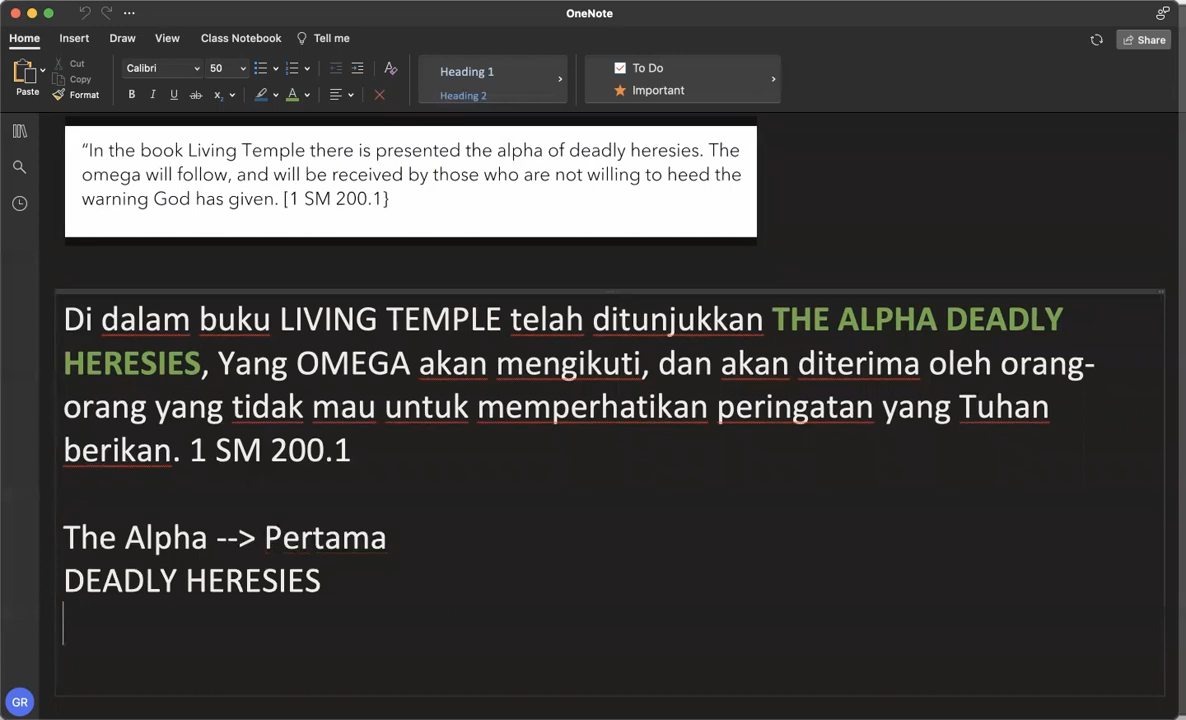 OneNote
Home Insert Draw View Class Notebook Tell me
Share
Paste
Cut
Copy
Format
Calibri 50
B I U ab x₂ A
Heading 1
Heading 2
To Do
Important
“In the book Living Temple there is presented the alpha of deadly heresies. The
omega will follow, and will be received by those who are not willing to heed the
warning God has given. [1 SM 200.1}
Di dalam buku LIVING TEMPLE telah ditunjukkan THE ALPHA DEADLY
HERESIES, Yang OMEGA akan mengikuti, dan akan diterima oleh orang-
orang yang tidak mau untuk memperhatikan peringatan yang Tuhan
berikan. 1 SM 200.1
The Alpha --> Pertama
DEADLY HERESIES
GR